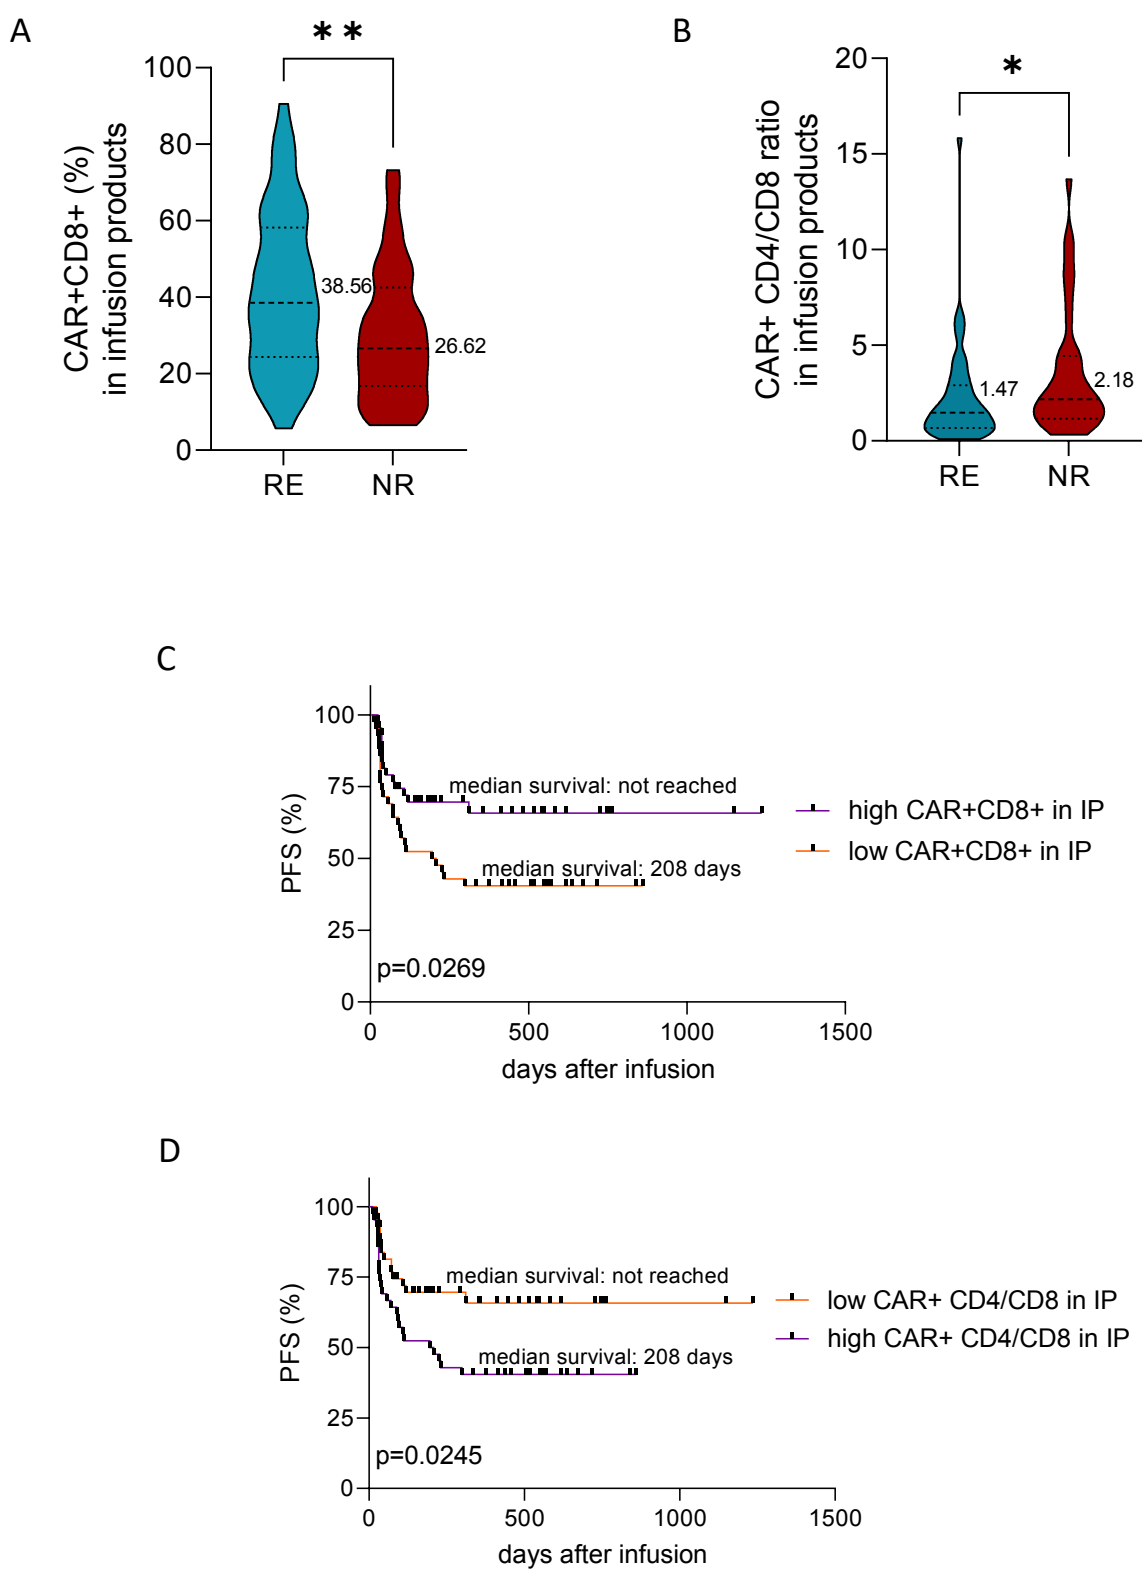 A
B
**
*
CAR+CD8+ (%)
in infusion products
100
80
60
40
20
0
38.56
26.62
RE
NR
CAR+ CD4/CD8 ratio
in infusion products
20
15
10
5
0
1.47
2.18
RE
NR
C
PFS (%)
100
75
50
25
0
median survival: not reached
median survival: 208 days
p=0.0269
high CAR+CD8+ in IP
low CAR+CD8+ in IP
0
500
1000
1500
days after infusion
D
PFS (%)
100
75
50
25
0
median survival: not reached
median survival: 208 days
p=0.0245
low CAR+ CD4/CD8 in IP
high CAR+ CD4/CD8 in IP
0
500
1000
1500
days after infusion